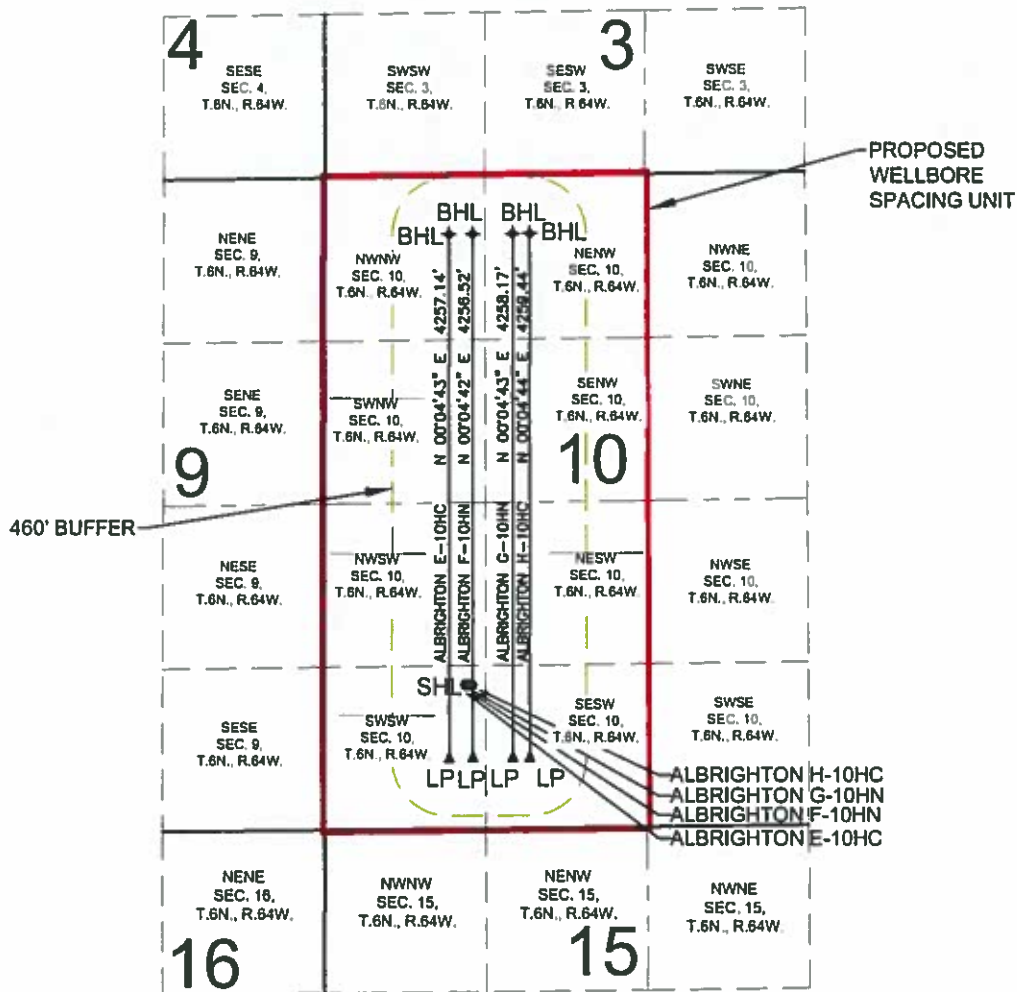 4
3
SESE
SEC. 4,
T.6N., R.64W.
SWSW
SEC. 3,
T.6N., R.64W.
SESW
SEC. 3,
T.6N., R.64W.
SWSE
SEC. 3,
T.6N., R.64W.
PROPOSED
WELLBORE
SPACING UNIT
BHL
BHL
BHL
BHL
NENE
SEC. 9,
T.6N., R.64W.
NWNW
SEC. 10,
T.6N., R.64W.
NENW
SEC. 10,
T.6N., R.64W.
NWNE
SEC. 10,
T.6N., R.64W.
N 00°04'43" E 4257.14'
N 00°04'42" E 4256.52'
N 00°04'43" E 4258.17'
N 00°04'44" E 4259.44'
SENE
SEC. 9,
T.6N., R.64W.
SWNW
SEC. 10,
T.6N., R.64W.
SENW
SEC. 10,
T.6N., R.64W.
SWNE
SEC. 10,
T.6N., R.64W.
9
10
460' BUFFER
NESE
SEC. 9,
T.6N., R.64W.
NWSW
SEC. 10,
T.6N., R.64W.
NESW
SEC. 10,
T.6N., R.64W.
NWSE
SEC. 10,
T.6N., R.64W.
ALBRIGHTON E-10HC
ALBRIGHTON F-10HN
ALBRIGHTON G-10HN
ALBRIGHTON H-10HC
SHL
SESE
SEC. 9,
T.6N., R.64W.
SWSW
SEC. 10,
T.6N., R.64W.
SESW
SEC. 10,
T.6N., R.64W.
SWSE
SEC. 10,
T.6N., R.64W.
LP
LP
LP
LP
ALBRIGHTON H-10HC
ALBRIGHTON G-10HN
ALBRIGHTON F-10HN
ALBRIGHTON E-10HC
NENE
SEC. 16,
T.6N., R.64W.
NWNW
SEC. 15,
T.6N., R.64W.
NENW
SEC. 15,
T.6N., R.64W.
NWNE
SEC. 15,
T.6N., R.64W.
16
15